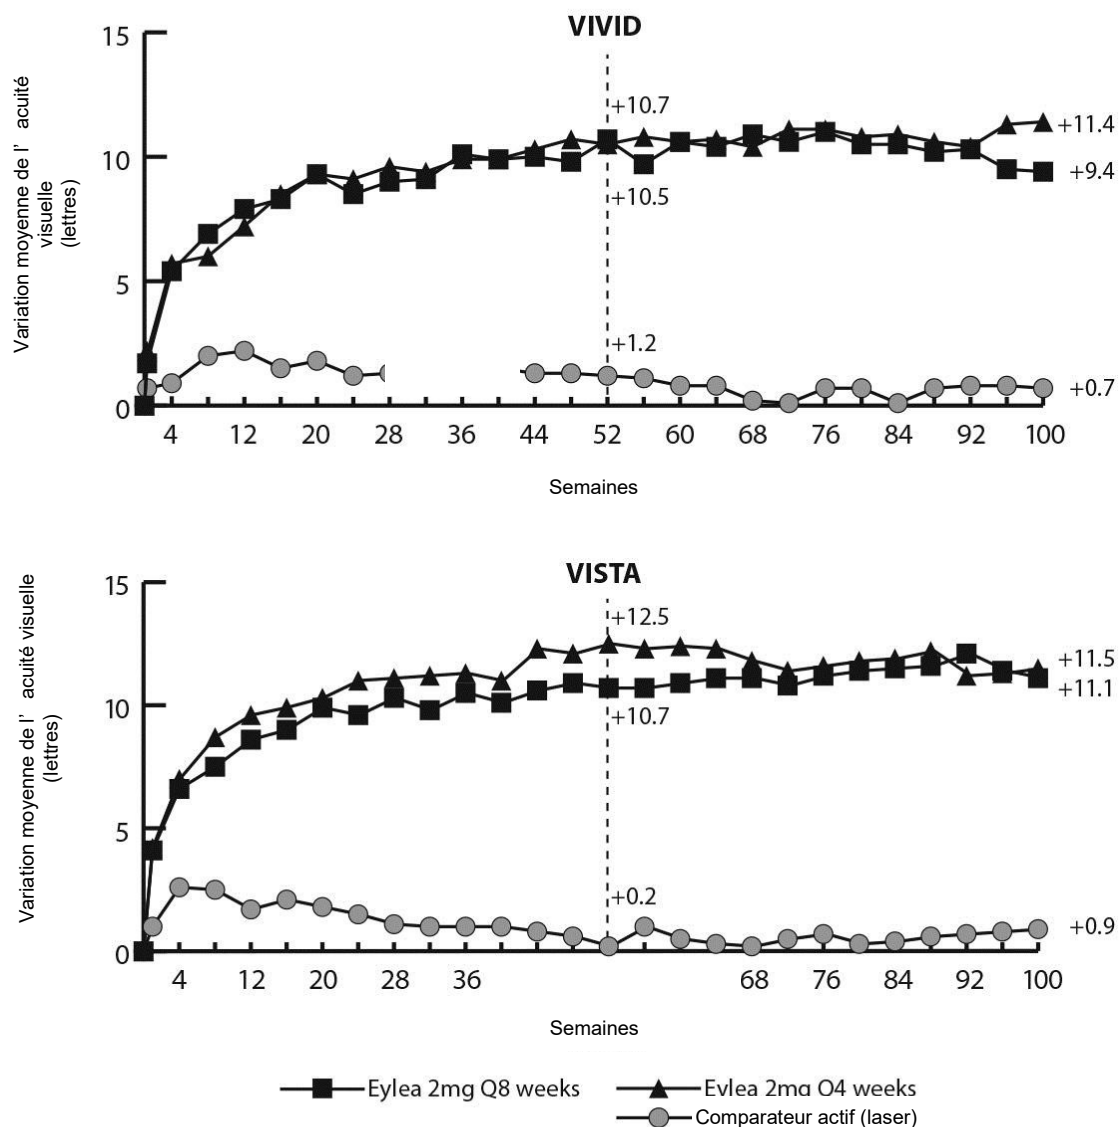 VIVID
Variation moyenne de l' acuité
visuelle
(lettres)
15
10
5
0
+10.7
+10.5
+1.2
+11.4
+9.4
+0.7
4 12 20 28 36 44 52 60 68 76 84 92 100
Semaines
VISTA
Variation moyenne de l' acuité visuelle
(lettres)
15
10
5
0
+12.5
+10.7
+0.2
+11.5
+11.1
+0.9
4 12 20 28 36 68 76 84 92 100
Semaines
Eylea 2mg Q8 weeks
Eylea 2mg Q4 weeks
Comparateur actif (laser)